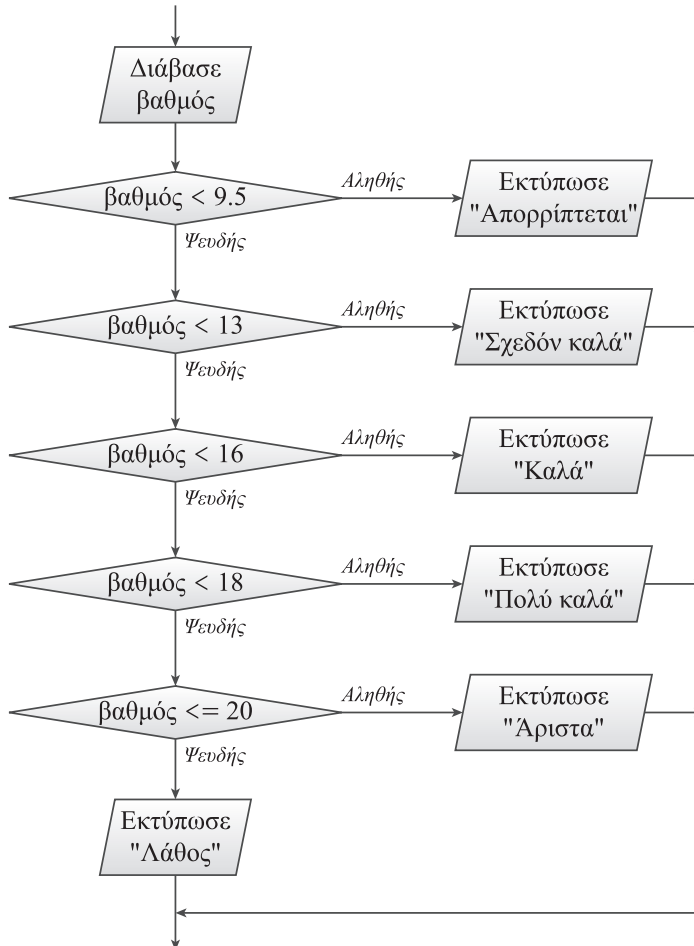 Διάβασε
βαθμός
βαθμός < 9.5
Αληθής
Εκτύπωσε
"Απορρίπτεται"
Ψευδής
βαθμός < 13
Αληθής
Εκτύπωσε
"Σχεδόν καλά"
Ψευδής
βαθμός < 16
Αληθής
Εκτύπωσε
"Καλά"
Ψευδής
βαθμός < 18
Αληθής
Εκτύπωσε
"Πολύ καλά"
Ψευδής
βαθμός <= 20
Αληθής
Εκτύπωσε
"Άριστα"
Ψευδής
Εκτύπωσε
"Λάθος"